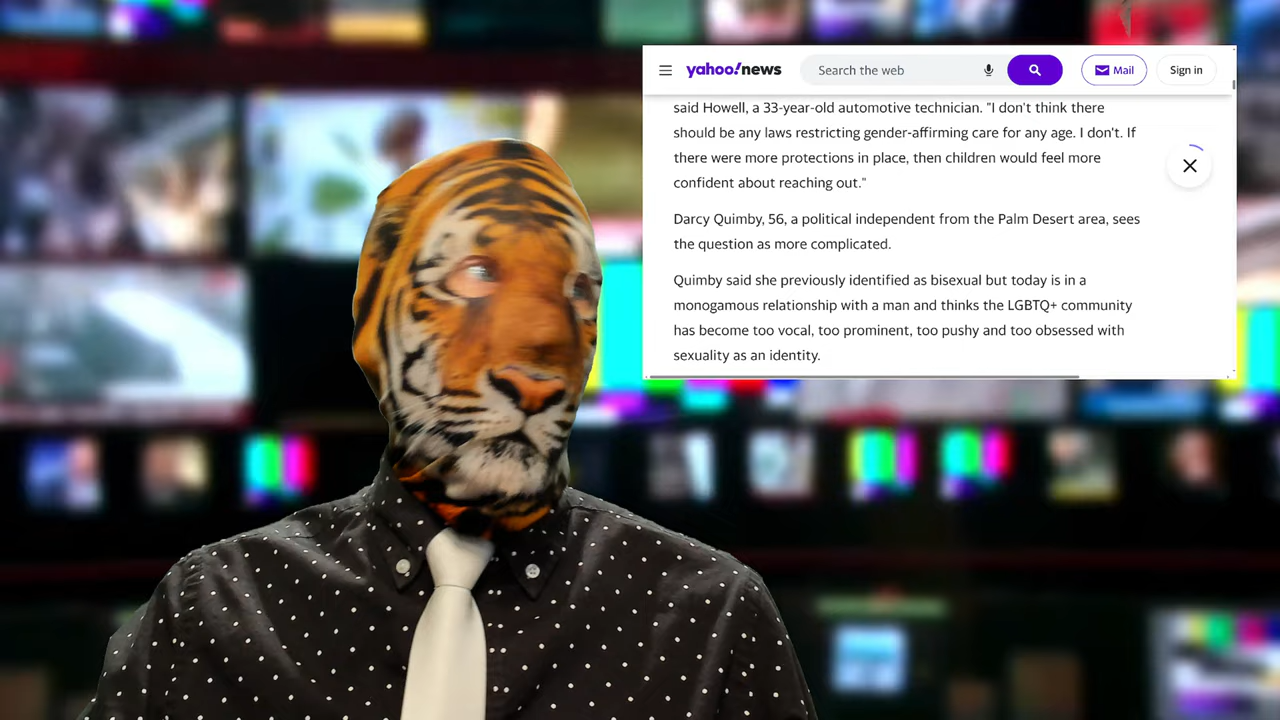 yahoo!news
Search the web
Mail
Sign in
said Howell, a 33-year-old automotive technician. "I don't think there
should be any laws restricting gender-affirming care for any age. I don't. If
there were more protections in place, then children would feel more
confident about reaching out."
Darcy Quimby, 56, a political independent from the Palm Desert area, sees
the question as more complicated.
Quimby said she previously identified as bisexual but today is in a
monogamous relationship with a man and thinks the LGBTQ+ community
has become too vocal, too prominent, too pushy and too obsessed with
sexuality as an identity.